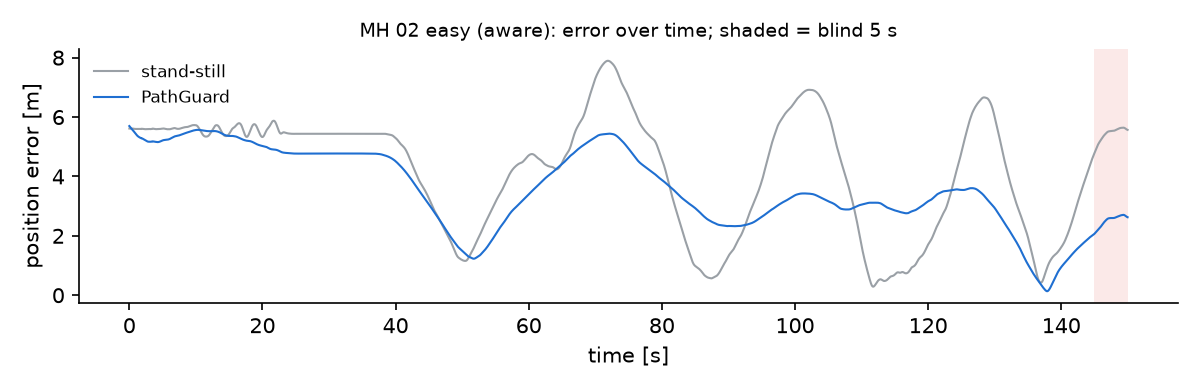 MH 02 easy (aware): error over time; shaded = blind 5 s
stand-still
PathGuard
position error [m]
8
6
4
2
0
0 20 40 60 80 100 120 140
time [s]